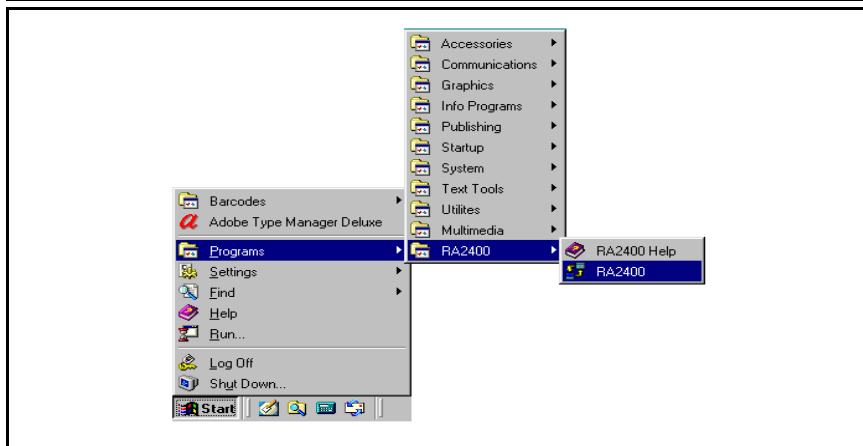 Accessories
Communications
Graphics
Info Programs
Publishing
Startup
System
Text Tools
Utilites
Multimedia
RA2400
RA2400 Help
RA2400
Barcodes
Adobe Type Manager Deluxe
Programs
Settings
Find
Help
Run...
Log Off
Shut Down...
Start